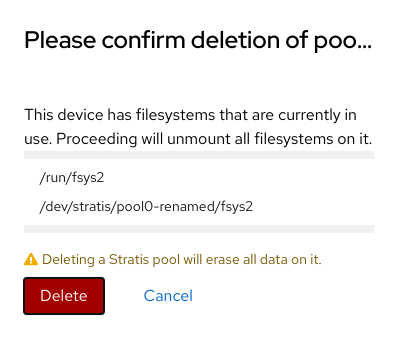 Please confirm deletion of poo...
This device has filesystems that are currently in
use. Proceeding will unmount all filesystems on it.
/run/fsys2
/dev/stratis/pool0-renamed/fsys2
Deleting a Stratis pool will erase all data on it.
Delete
Cancel